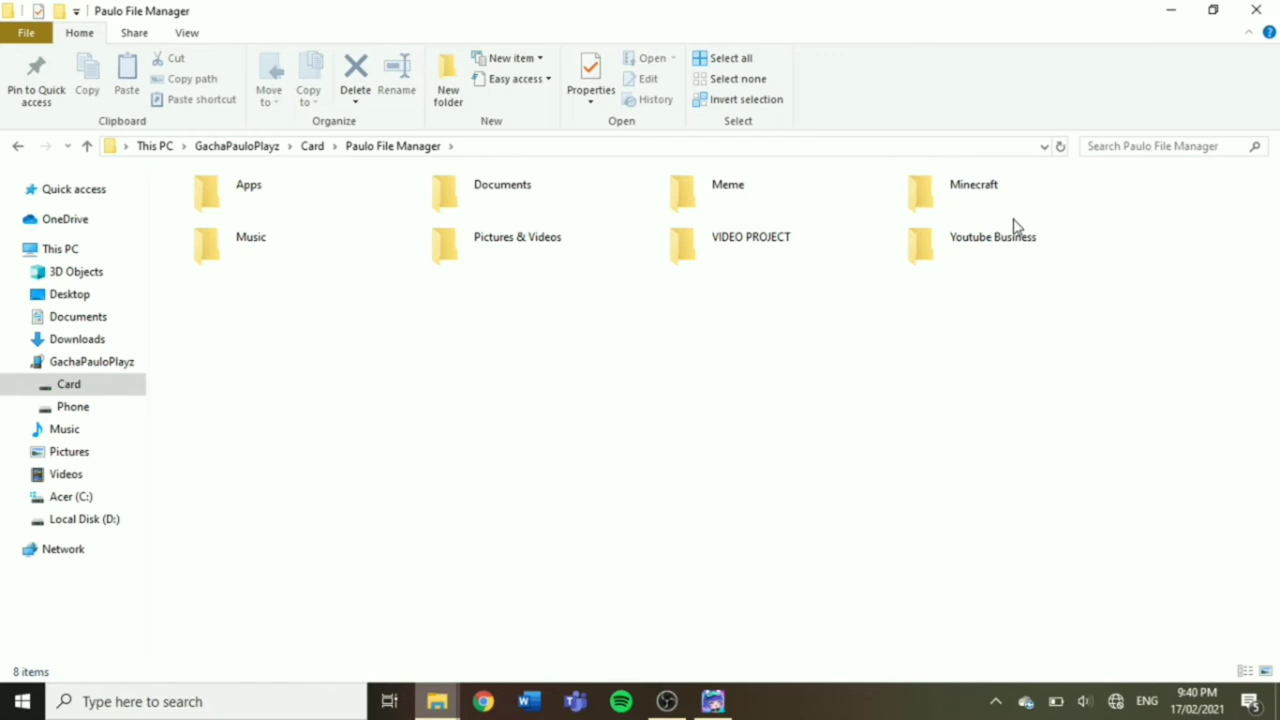 Paulo File Manager
File Home Share View
Pin to Quick access
Copy
Paste
Cut
Copy path
Paste shortcut
Clipboard
Move to
Copy to
Delete
Rename
Organize
New folder
New item
Easy access
New
Properties
Open
Edit
History
Open
Select all
Select none
Invert selection
Select
This PC > GachaPauloPlayz > Card > Paulo File Manager >
Search Paulo File Manager
Quick access
OneDrive
This PC
3D Objects
Desktop
Documents
Downloads
GachaPauloPlayz
Card
Phone
Music
Pictures
Videos
Acer (C:)
Local Disk (D:)
Network
Apps Documents Meme Minecraft
Music Pictures & Videos VIDEO PROJECT Youtube Business
8 items
Type here to search
ENG
9:40 PM
17/02/2021
5